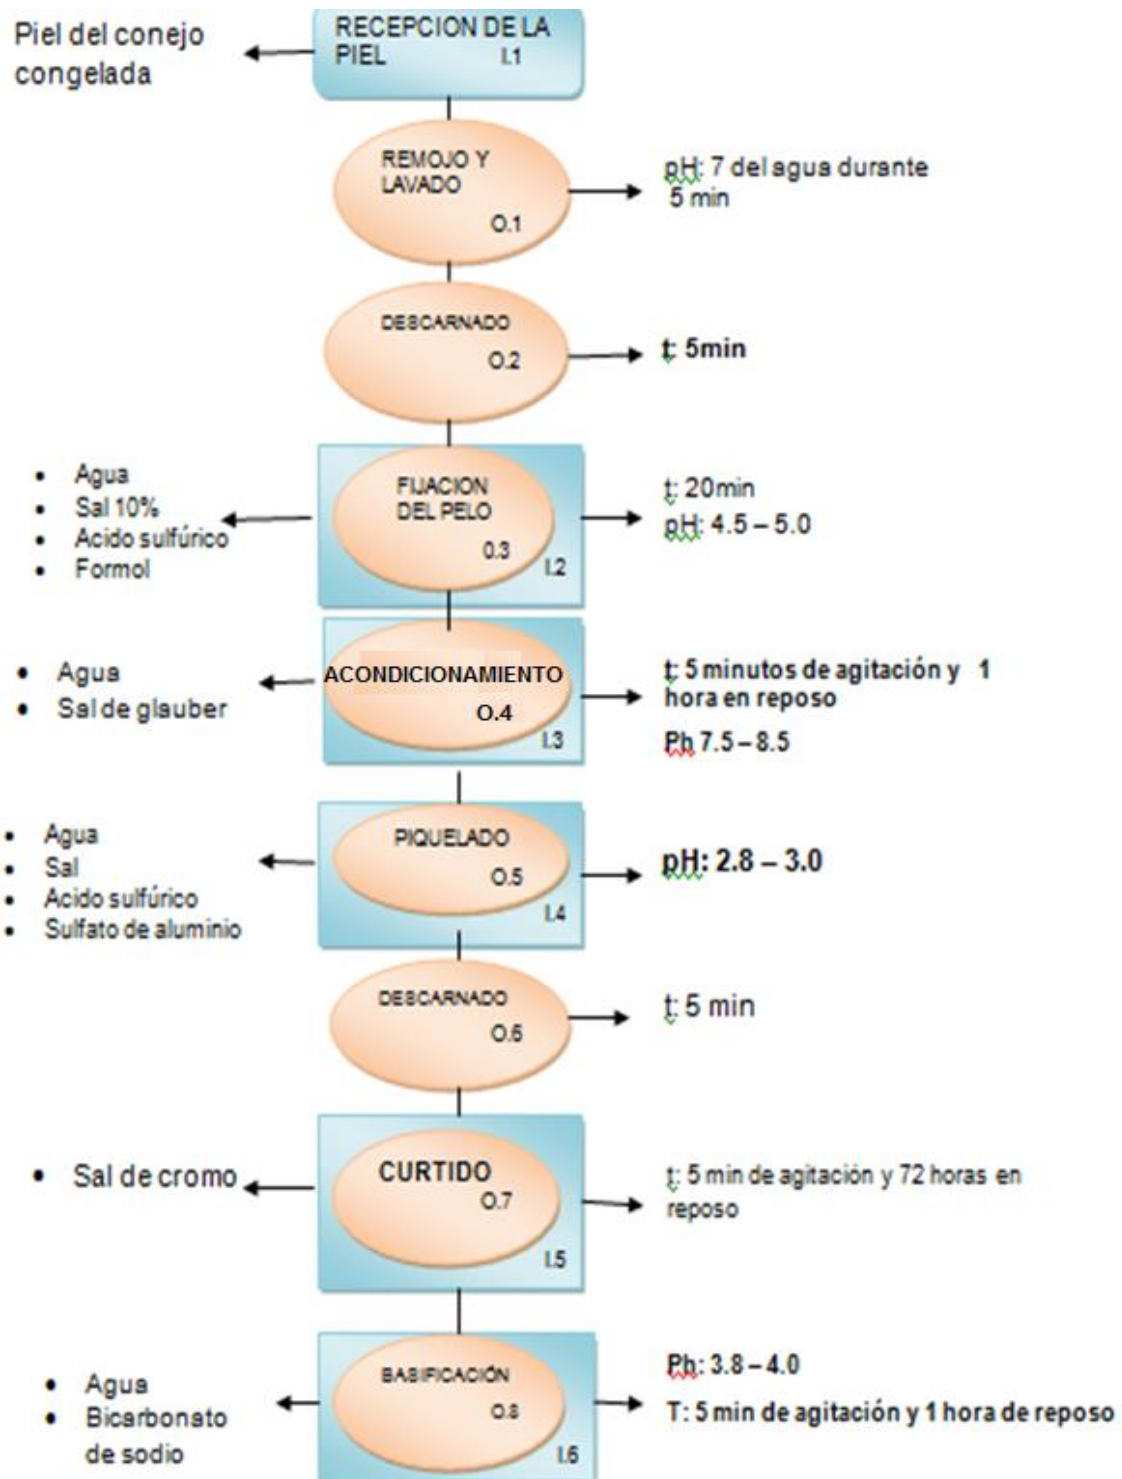 Piel del conejo
congelada
RECEPCION DE LA
PIEL I.1
REMOJO Y
LAVADO
O.1
pH: 7 del agua durante
5 min
DESCARNADO
O.2
t: 5min
• Agua
• Sal 10%
• Acido sulfúrico
• Formol
FIJACION
DEL PELO
0.3
I.2
t: 20min
pH: 4.5 – 5.0
• Agua
• Sal de glauber
ACONDICIONAMIENTO
O.4
I.3
t: 5 minutos de agitación y 1
hora en reposo
Ph 7.5 – 8.5
• Agua
• Sal
• Acido sulfúrico
• Sulfato de aluminio
PIQUELADO
O.5
I.4
pH: 2.8 – 3.0
DESCARNADO
O.6
t: 5 min
• Sal de cromo
CURTIDO
O.7
I.5
t: 5 min de agitación y 72 horas en
reposo
• Agua
• Bicarbonato
de sodio
BASIFICACIÓN
O.8
I.6
Ph: 3.8 – 4.0
T: 5 min de agitación y 1 hora de reposo